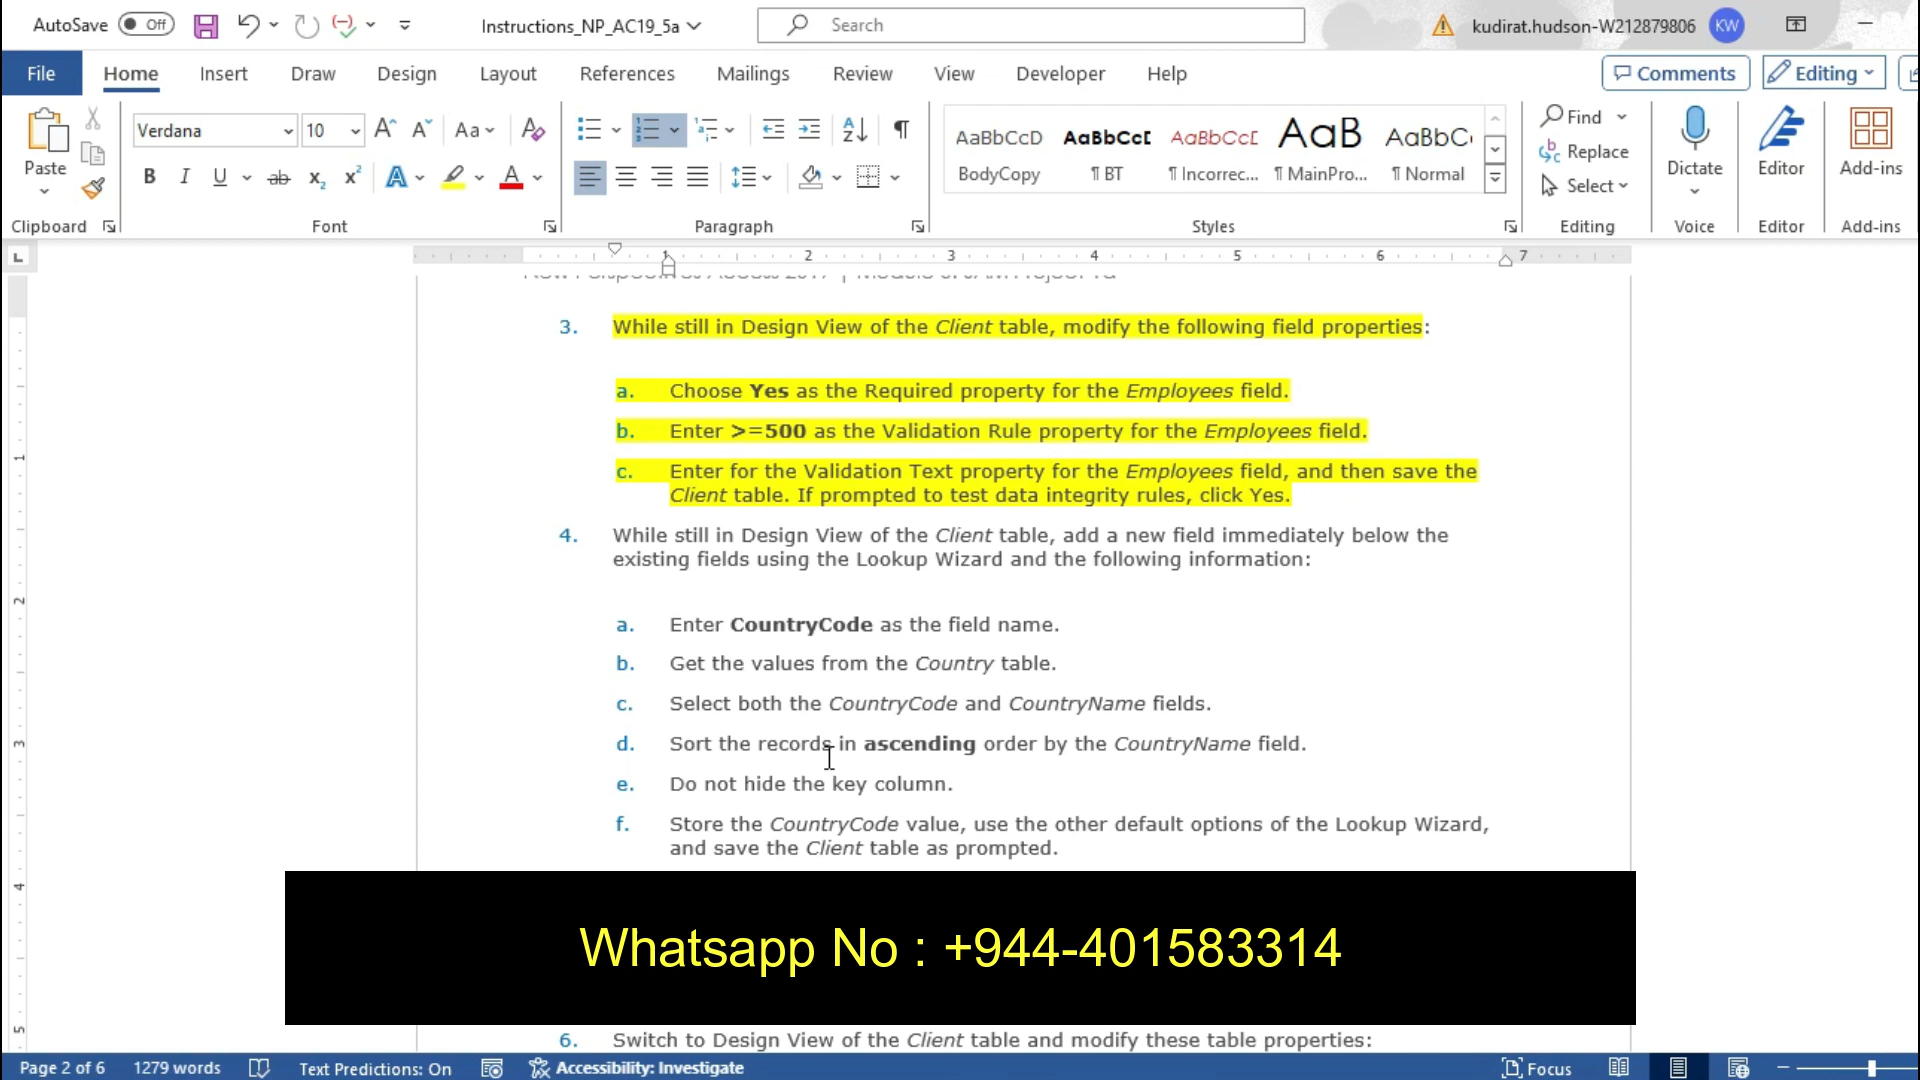 AutoSave Off Instructions_NP_AC19_5a Search kudirat.hudson-W212879806 KW
File Home Insert Draw Design Layout References Mailings Review View Developer Help Comments Editing
Paste Verdana 10 Aa AaBbCcD AaBbCcD AaBbCcD AaB AaBbC Find Replace Select Dictate Editor Add-ins
BodyCopy ¶ BT ¶ Incorrec... ¶ MainPro... ¶ Normal
Clipboard Font Paragraph Styles Editing Voice Editor Add-ins
1 2 3 4 5 6 7
3. While still in Design View of the Client table, modify the following field properties:
a. Choose Yes as the Required property for the Employees field.
b. Enter >=500 as the Validation Rule property for the Employees field.
c. Enter for the Validation Text property for the Employees field, and then save the
Client table. If prompted to test data integrity rules, click Yes.
4. While still in Design View of the Client table, add a new field immediately below the
existing fields using the Lookup Wizard and the following information:
a. Enter CountryCode as the field name.
b. Get the values from the Country table.
c. Select both the CountryCode and CountryName fields.
d. Sort the records in ascending order by the CountryName field.
e. Do not hide the key column.
f. Store the CountryCode value, use the other default options of the Lookup Wizard,
and save the Client table as prompted.
Whatsapp No : +944-401583314
6. Switch to Design View of the Client table and modify these table properties:
Page 2 of 6 1279 words Text Predictions: On Accessibility: Investigate Focus